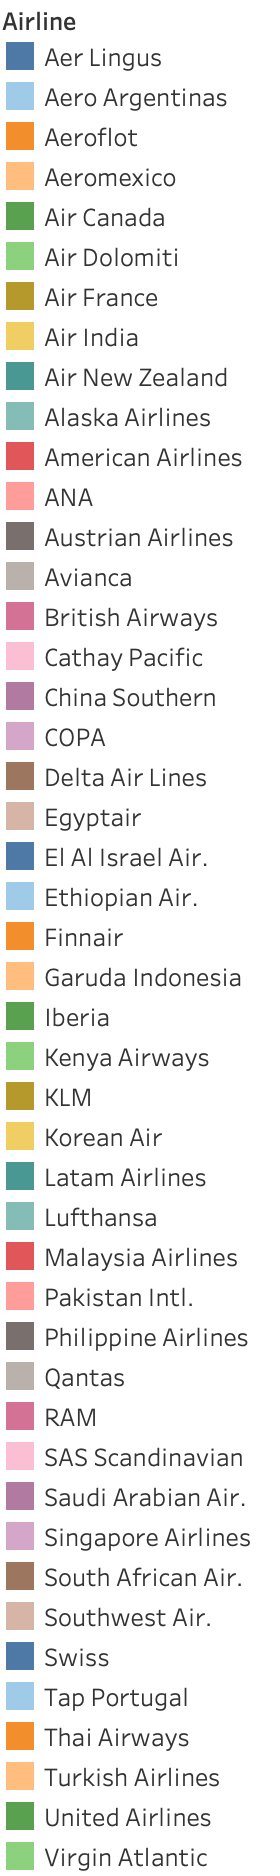 Airline
Aer Lingus
Aero Argentinas
Aeroflot
Aeromexico
Air Canada
Air Dolomiti
Air France
Air India
Air New Zealand
Alaska Airlines
American Airlines
ANA
Austrian Airlines
Avianca
British Airways
Cathay Pacific
China Southern
COPA
Delta Air Lines
Egyptair
El Al Israel Air.
Ethiopian Air.
Finnair
Garuda Indonesia
Iberia
Kenya Airways
KLM
Korean Air
Latam Airlines
Lufthansa
Malaysia Airlines
Pakistan Intl.
Philippine Airlines
Qantas
RAM
SAS Scandinavian
Saudi Arabian Air.
Singapore Airlines
South African Air.
Southwest Air.
Swiss
Tap Portugal
Thai Airways
Turkish Airlines
United Airlines
Virgin Atlantic